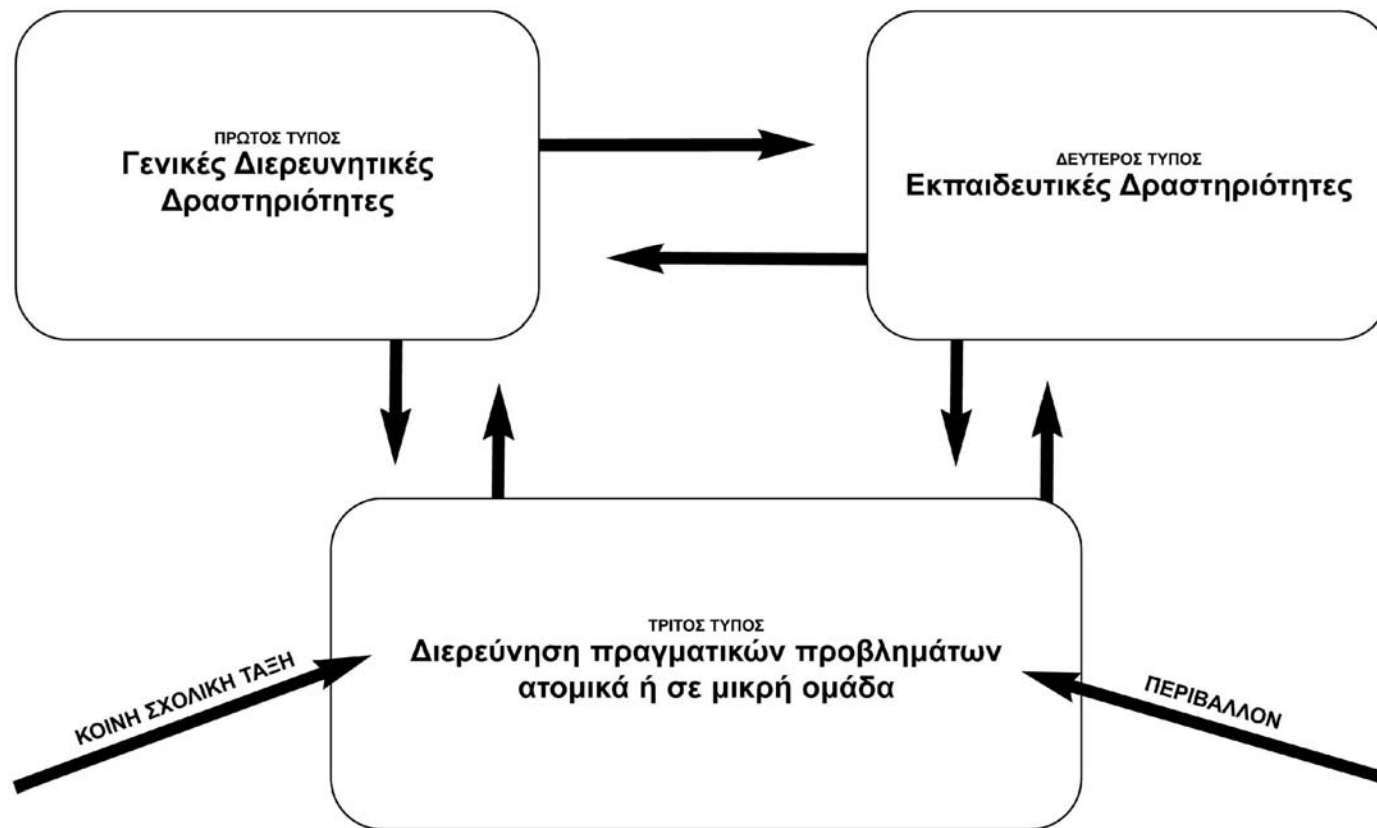 ΠΡΩΤΟΣ ΤΥΠΟΣ
Γενικές Διερευνητικές
Δραστηριότητες
ΔΕΥΤΕΡΟΣ ΤΥΠΟΣ
Εκπαιδευτικές Δραστηριότητες
ΤΡΙΤΟΣ ΤΥΠΟΣ
Διερεύνηση πραγματικών προβλημάτων
ατομικά ή σε μικρή ομάδα
ΚΟΙΝΗ ΣΧΟΛΙΚΗ ΤΑΞΗ
ΠΕΡΙΒΑΛΛΟΝ